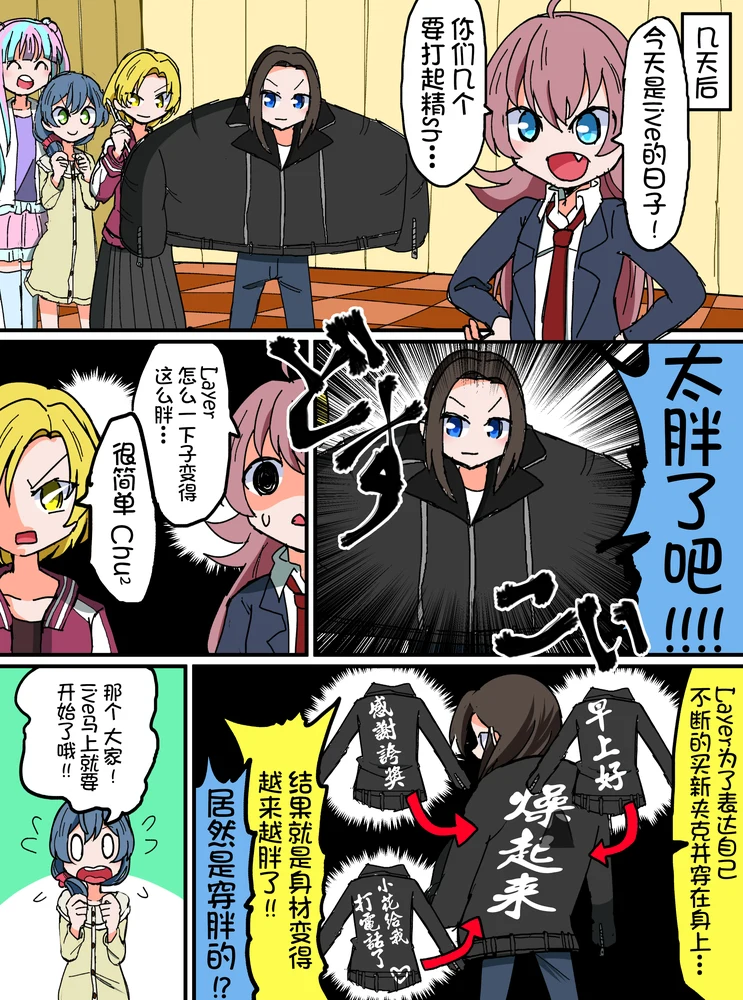 几天后
今天是live的日子！
你们几个
要打起精sj…
太胖了吧!!!!
どすこい
Layer
怎么一下子变得
这么胖…
很简单 Chu²
Layer为了表达自己
不断的买新夹克并穿在身上…
早上好
燥起来
感謝誇獎
小花给我
打電話了♡
结果就是身材变得
越来越胖了!!
居然是穿胖的!?
那个 大家！
live马上就要
开始了哦!!